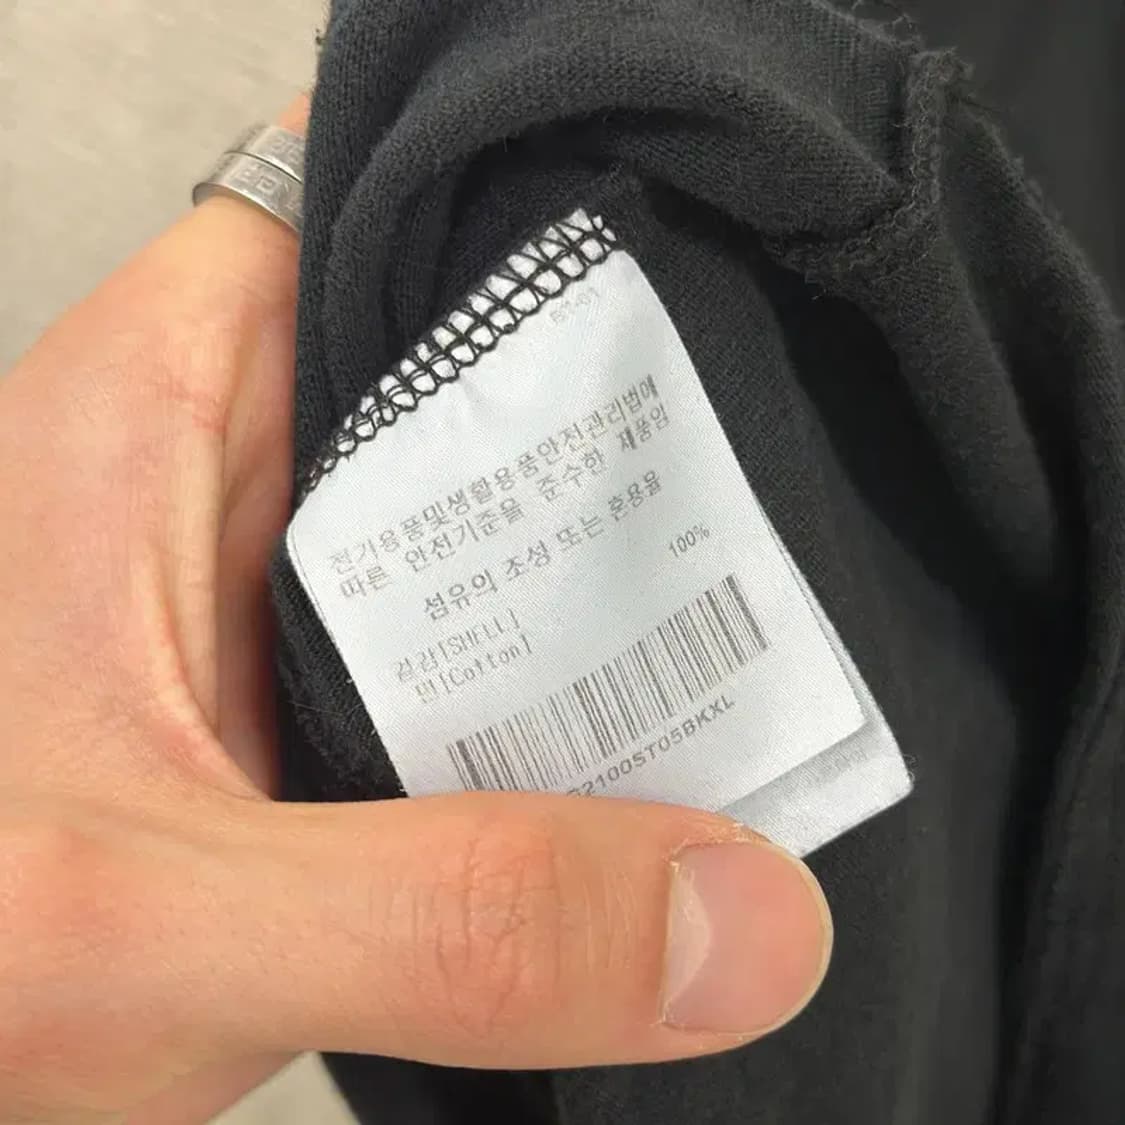 전기용품및생활용품안전관리법에
따른 안전기준을 준수한 제품임
섬유의 조성 또는 혼용율
100%
겉감[SHELL]
면[Cotton]
2100ST05BKXL